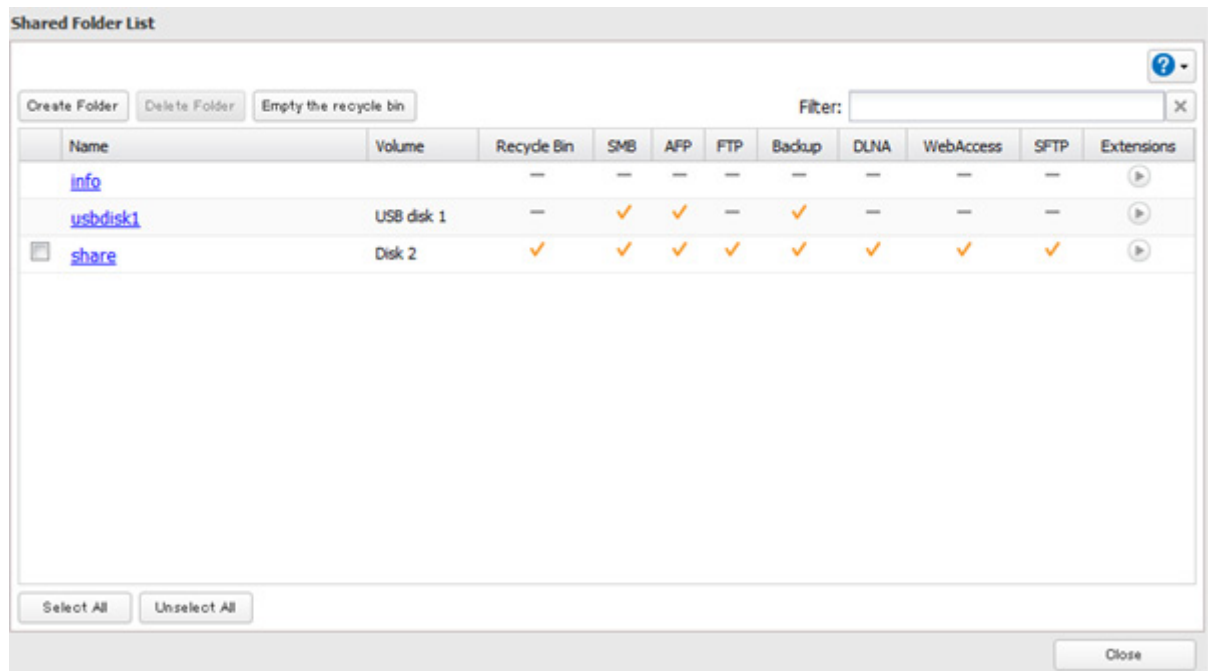 Shared Folder List
?
Create Folder Delete Folder Empty the recycle bin Filter:
Name Volume Recycle Bin SMB AFP FTP Backup DLNA WebAccess SFTP Extensions
info — — — — — — — —
usbdisk1 USB disk 1 — ✓ ✓ — ✓ — — —
share Disk 2 ✓ ✓ ✓ ✓ ✓ ✓ ✓ ✓
Select All Unselect All
Close